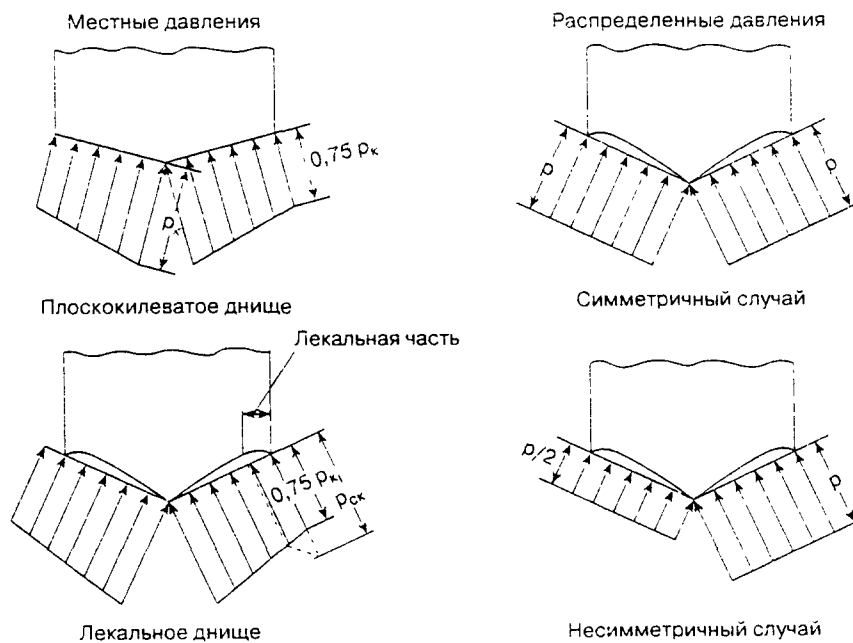 Местные давления
Распределенные давления
0,75 pк
pк
p
p
Плоскокилеватое днище
Симметричный случай
Лекальная часть
0,75 pк₁
pск
p/2
p
Лекальное днище
Несимметричный случай